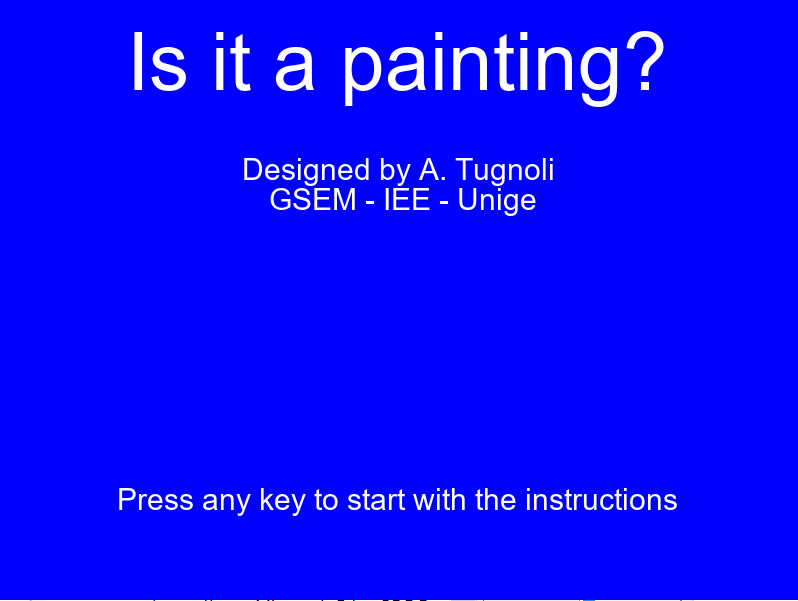 Is it a painting?
Designed by A. Tugnoli
GSEM - IEE - Unige
Press any key to start with the instructions